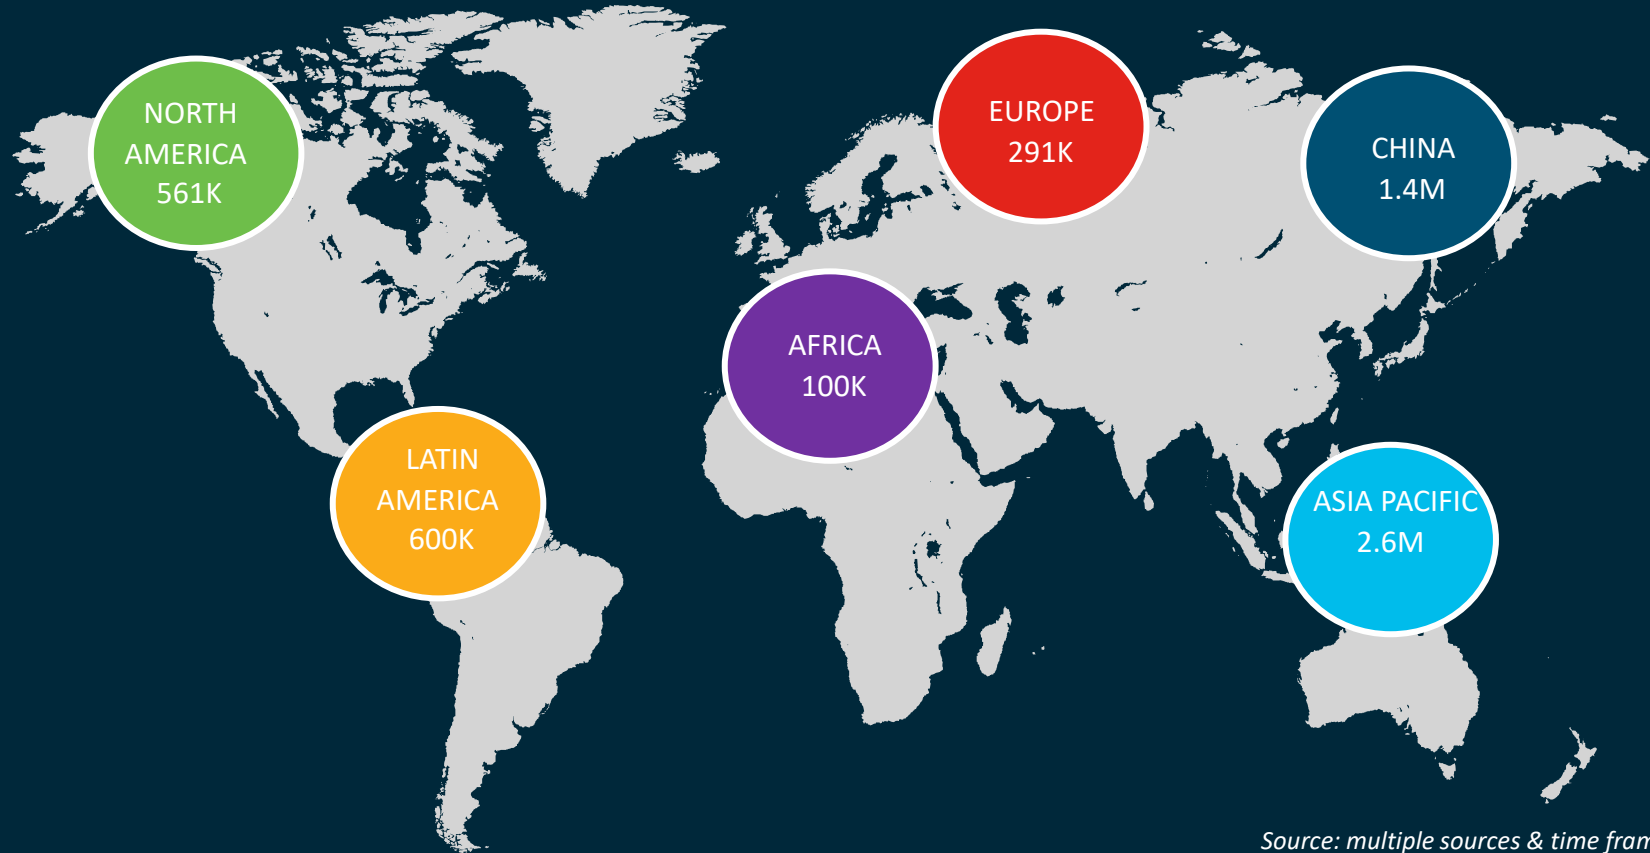 NORTH
AMERICA
561K
EUROPE
291K
CHINA
1.4M
AFRICA
100K
LATIN
AMERICA
600K
ASIA PACIFIC
2.6M
Source: multiple sources & time